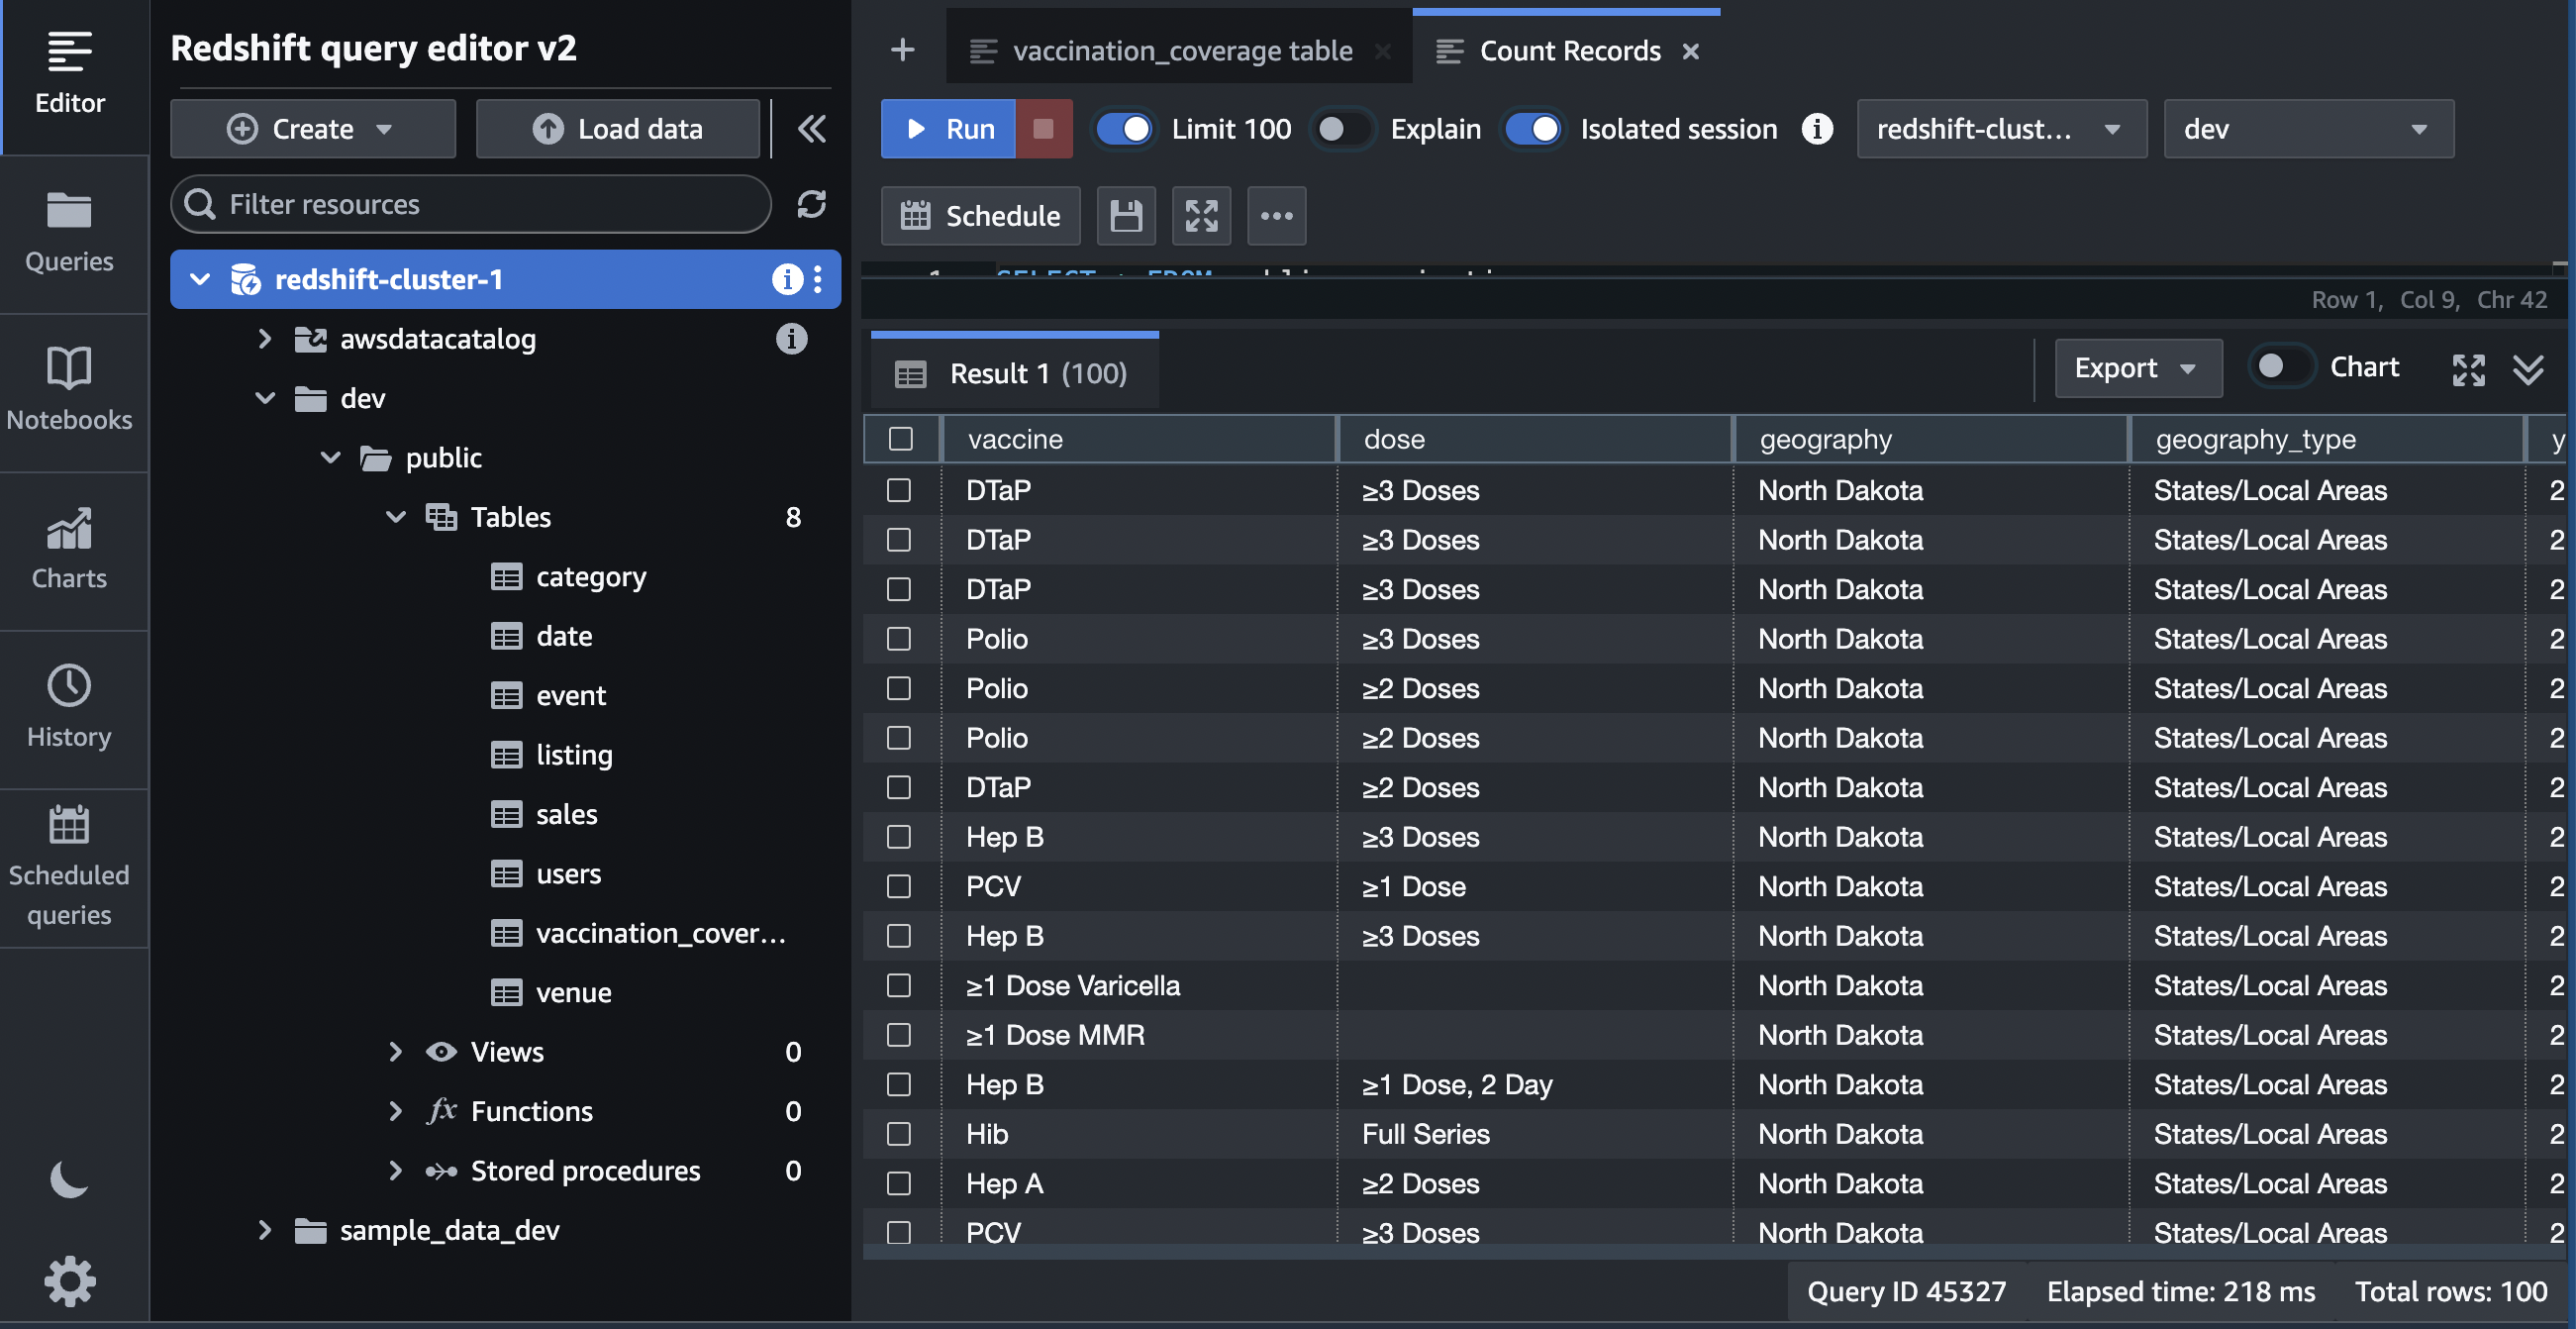 Editor
Queries
Notebooks
Charts
History
Scheduled
queries
Redshift query editor v2
Create
Load data
Filter resources
redshift-cluster-1
awsdatacatalog
dev
public
Tables 8
category
date
event
listing
sales
users
vaccination_cover...
venue
Views 0
Functions 0
Stored procedures 0
sample_data_dev
vaccination_coverage table
Count Records
Run Limit 100 Explain Isolated session redshift-clust... dev
Schedule
1 SELECT * FROM
Row 1, Col 9, Chr 42
Result 1 (100)
Export Chart
vaccine dose geography geography_type y
DTaP ≥3 Doses North Dakota States/Local Areas 2
DTaP ≥3 Doses North Dakota States/Local Areas 2
DTaP ≥3 Doses North Dakota States/Local Areas 2
Polio ≥3 Doses North Dakota States/Local Areas 2
Polio ≥2 Doses North Dakota States/Local Areas 2
Polio ≥2 Doses North Dakota States/Local Areas 2
DTaP ≥2 Doses North Dakota States/Local Areas 2
Hep B ≥3 Doses North Dakota States/Local Areas 2
PCV ≥1 Dose North Dakota States/Local Areas 2
Hep B ≥3 Doses North Dakota States/Local Areas 2
≥1 Dose Varicella North Dakota States/Local Areas 2
≥1 Dose MMR North Dakota States/Local Areas 2
Hep B ≥1 Dose, 2 Day North Dakota States/Local Areas 2
Hib Full Series North Dakota States/Local Areas 2
Hep A ≥2 Doses North Dakota States/Local Areas 2
PCV ≥3 Doses North Dakota States/Local Areas 2
Query ID 45327 Elapsed time: 218 ms Total rows: 100